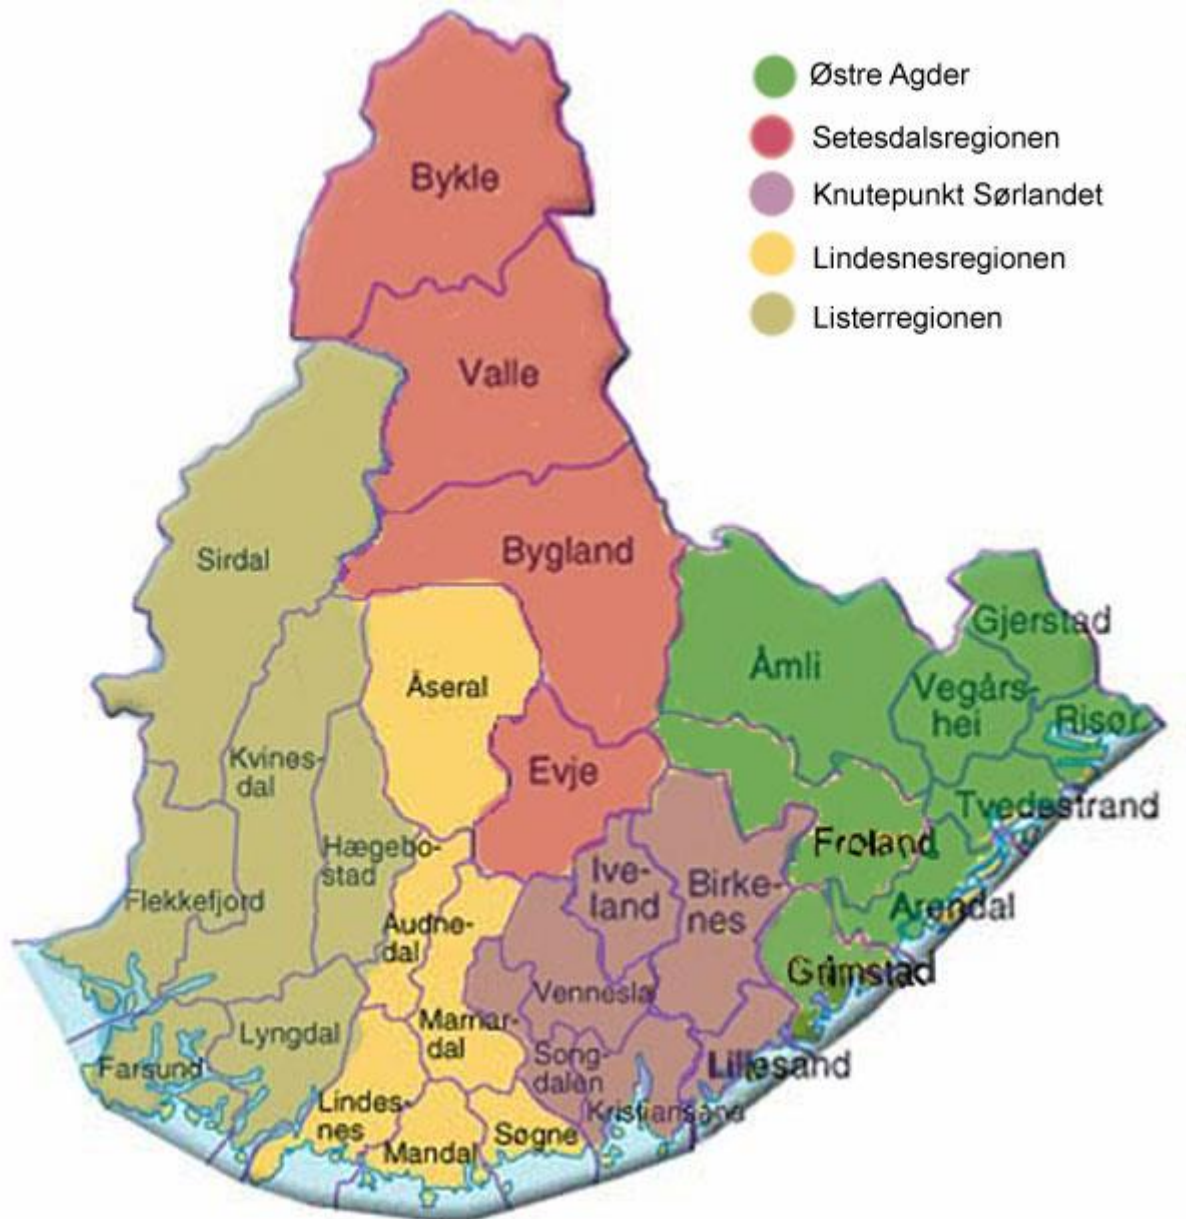 Østre Agder
Setesdalsregionen
Knutepunkt Sørlandet
Lindesnesregionen
Listerregionen
Bykle
Valle
Sirdal
Bygland
Åseral
Åmli
Gjerstad
Vegårs-
hei
Risør
Kvines-
dal
Evje
Tvedestrand
Hægebo-
stad
Froland
Ive-
land
Birke-
nes
Flekkefjord
Audne-
dal
Arendal
Grimstad
Vennesla
Lyngdal
Marnar-
dal
Song-
dalen
Lillesand
Farsund
Lindes-
nes
Mandal
Søgne
Kristiansand